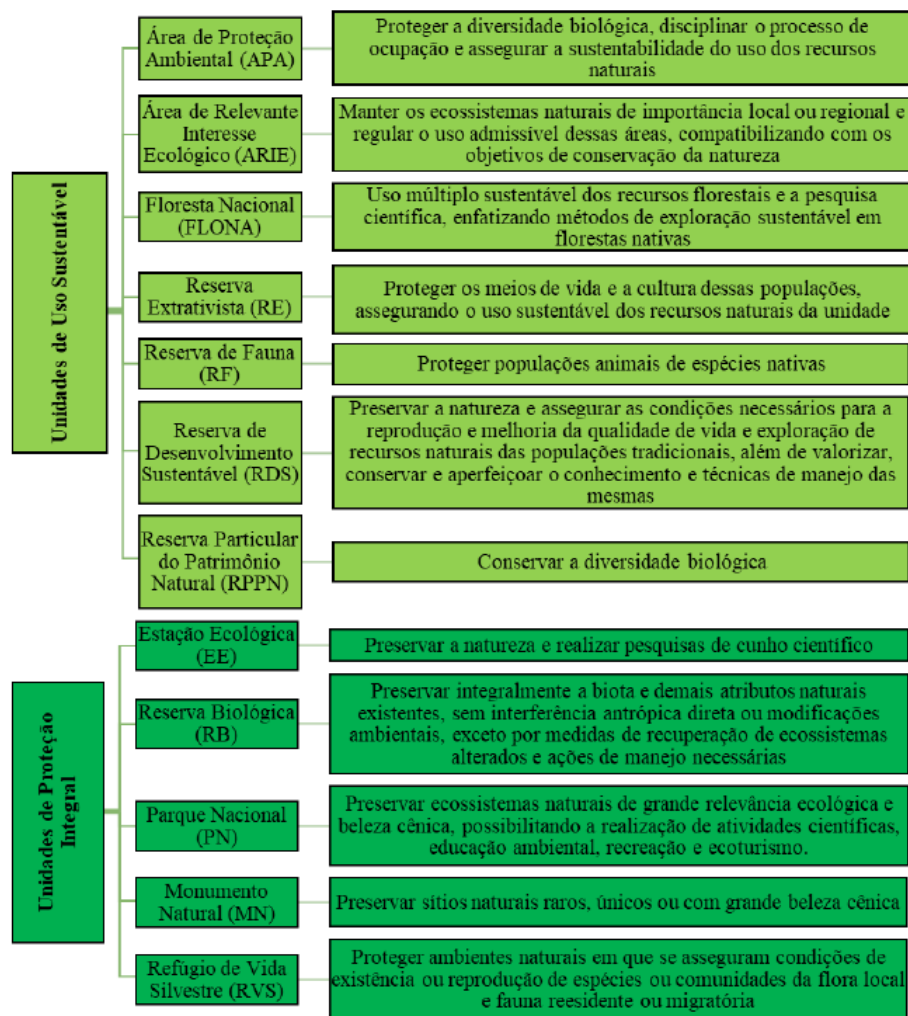 Unidades de Uso Sustentável
Área de Proteção
Ambiental (APA)
Proteger a diversidade biológica, disciplinar o processo de
ocupação e assegurar a sustentabilidade do uso dos recursos
naturais
Área de Relevante
Interesse
Ecológico (ARIE)
Manter os ecossistemas naturais de importância local ou regional e
regular o uso admissível dessas áreas, compatibilizando com os
objetivos de conservação da natureza
Floresta Nacional
(FLONA)
Uso múltiplo sustentável dos recursos florestais e a pesquisa
científica, enfatizando métodos de exploração sustentável em
florestas nativas
Reserva
Extrativista (RE)
Proteger os meios de vida e a cultura dessas populações,
assegurando o uso sustentável dos recursos naturais da unidade
Reserva de Fauna
(RF)
Proteger populações animais de espécies nativas
Reserva de
Desenvolvimento
Sustentável (RDS)
Preservar a natureza e assegurar as condições necessários para a
reprodução e melhoria da qualidade de vida e exploração de
recursos naturais das populações tradicionais, além de valorizar,
conservar e aperfeiçoar o conhecimento e técnicas de manejo das
mesmas
Reserva Particular
do Patrimônio
Natural (RPPN)
Conservar a diversidade biológica
Unidades de Proteção
Integral
Estação Ecológica
(EE)
Preservar a natureza e realizar pesquisas de cunho científico
Reserva Biológica
(RB)
Preservar integralmente a biota e demais atributos naturais
existentes, sem interferência antrópica direta ou modificações
ambientais, exceto por medidas de recuperação de ecossistemas
alterados e ações de manejo necessárias
Parque Nacional
(PN)
Preservar ecossistemas naturais de grande relevância ecológica e
beleza cênica, possibilitando a realização de atividades científicas,
educação ambiental, recreação e ecoturismo.
Monumento
Natural (MN)
Preservar sítios naturais raros, únicos ou com grande beleza cênica
Refúgio de Vida
Silvestre (RVS)
Proteger ambientes naturais em que se asseguram condições de
existência ou reprodução de espécies ou comunidades da flora local
e fauna reesidente ou migratória